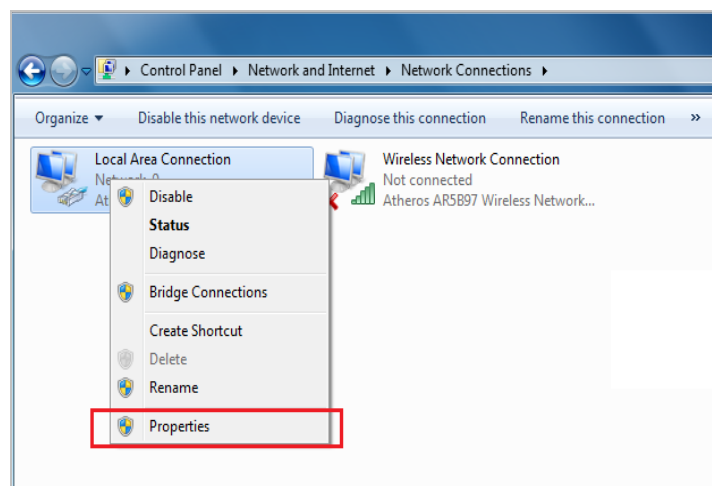 Control Panel ▸ Network and Internet ▸ Network Connections ▸
Organize ▼ Disable this network device Diagnose this connection Rename this connection »
Local Area Connection
Wireless Network Connection
Not connected
Atheros AR5B97 Wireless Network...
Disable
Status
Diagnose
Bridge Connections
Create Shortcut
Delete
Rename
Properties